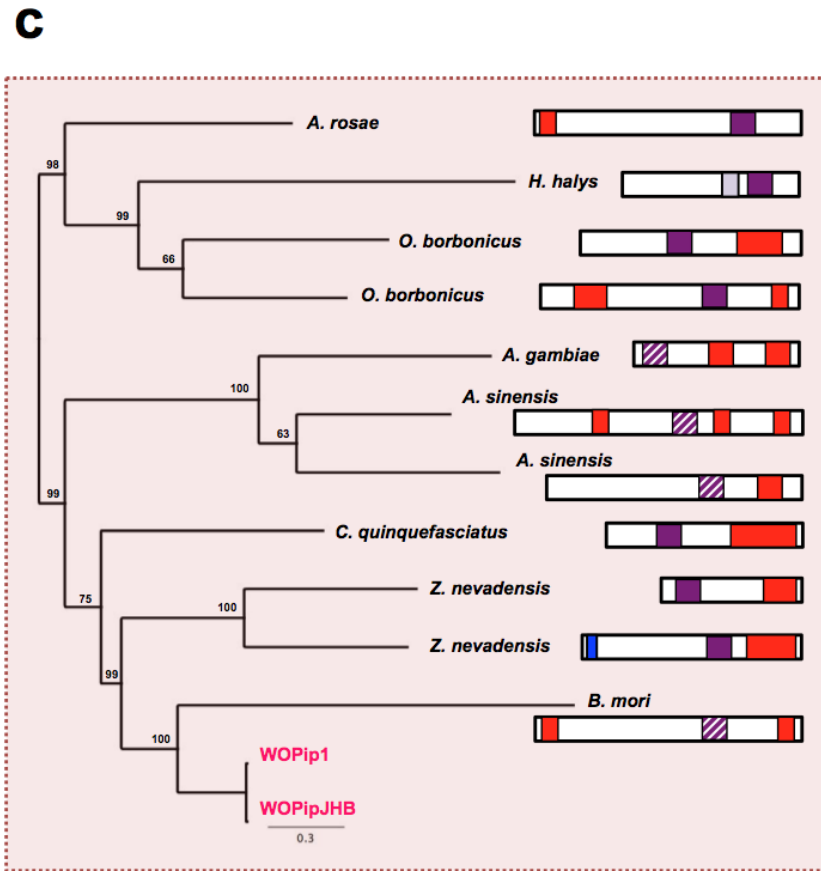 C
A. rosae
98
H. halys
99
O. borbonicus
66
O. borbonicus
A. gambiae
100
A. sinensis
63
A. sinensis
99
C. quinquefasciatus
75
Z. nevadensis
100
Z. nevadensis
99
B. mori
100
WOPip1
WOPipJHB
0.3